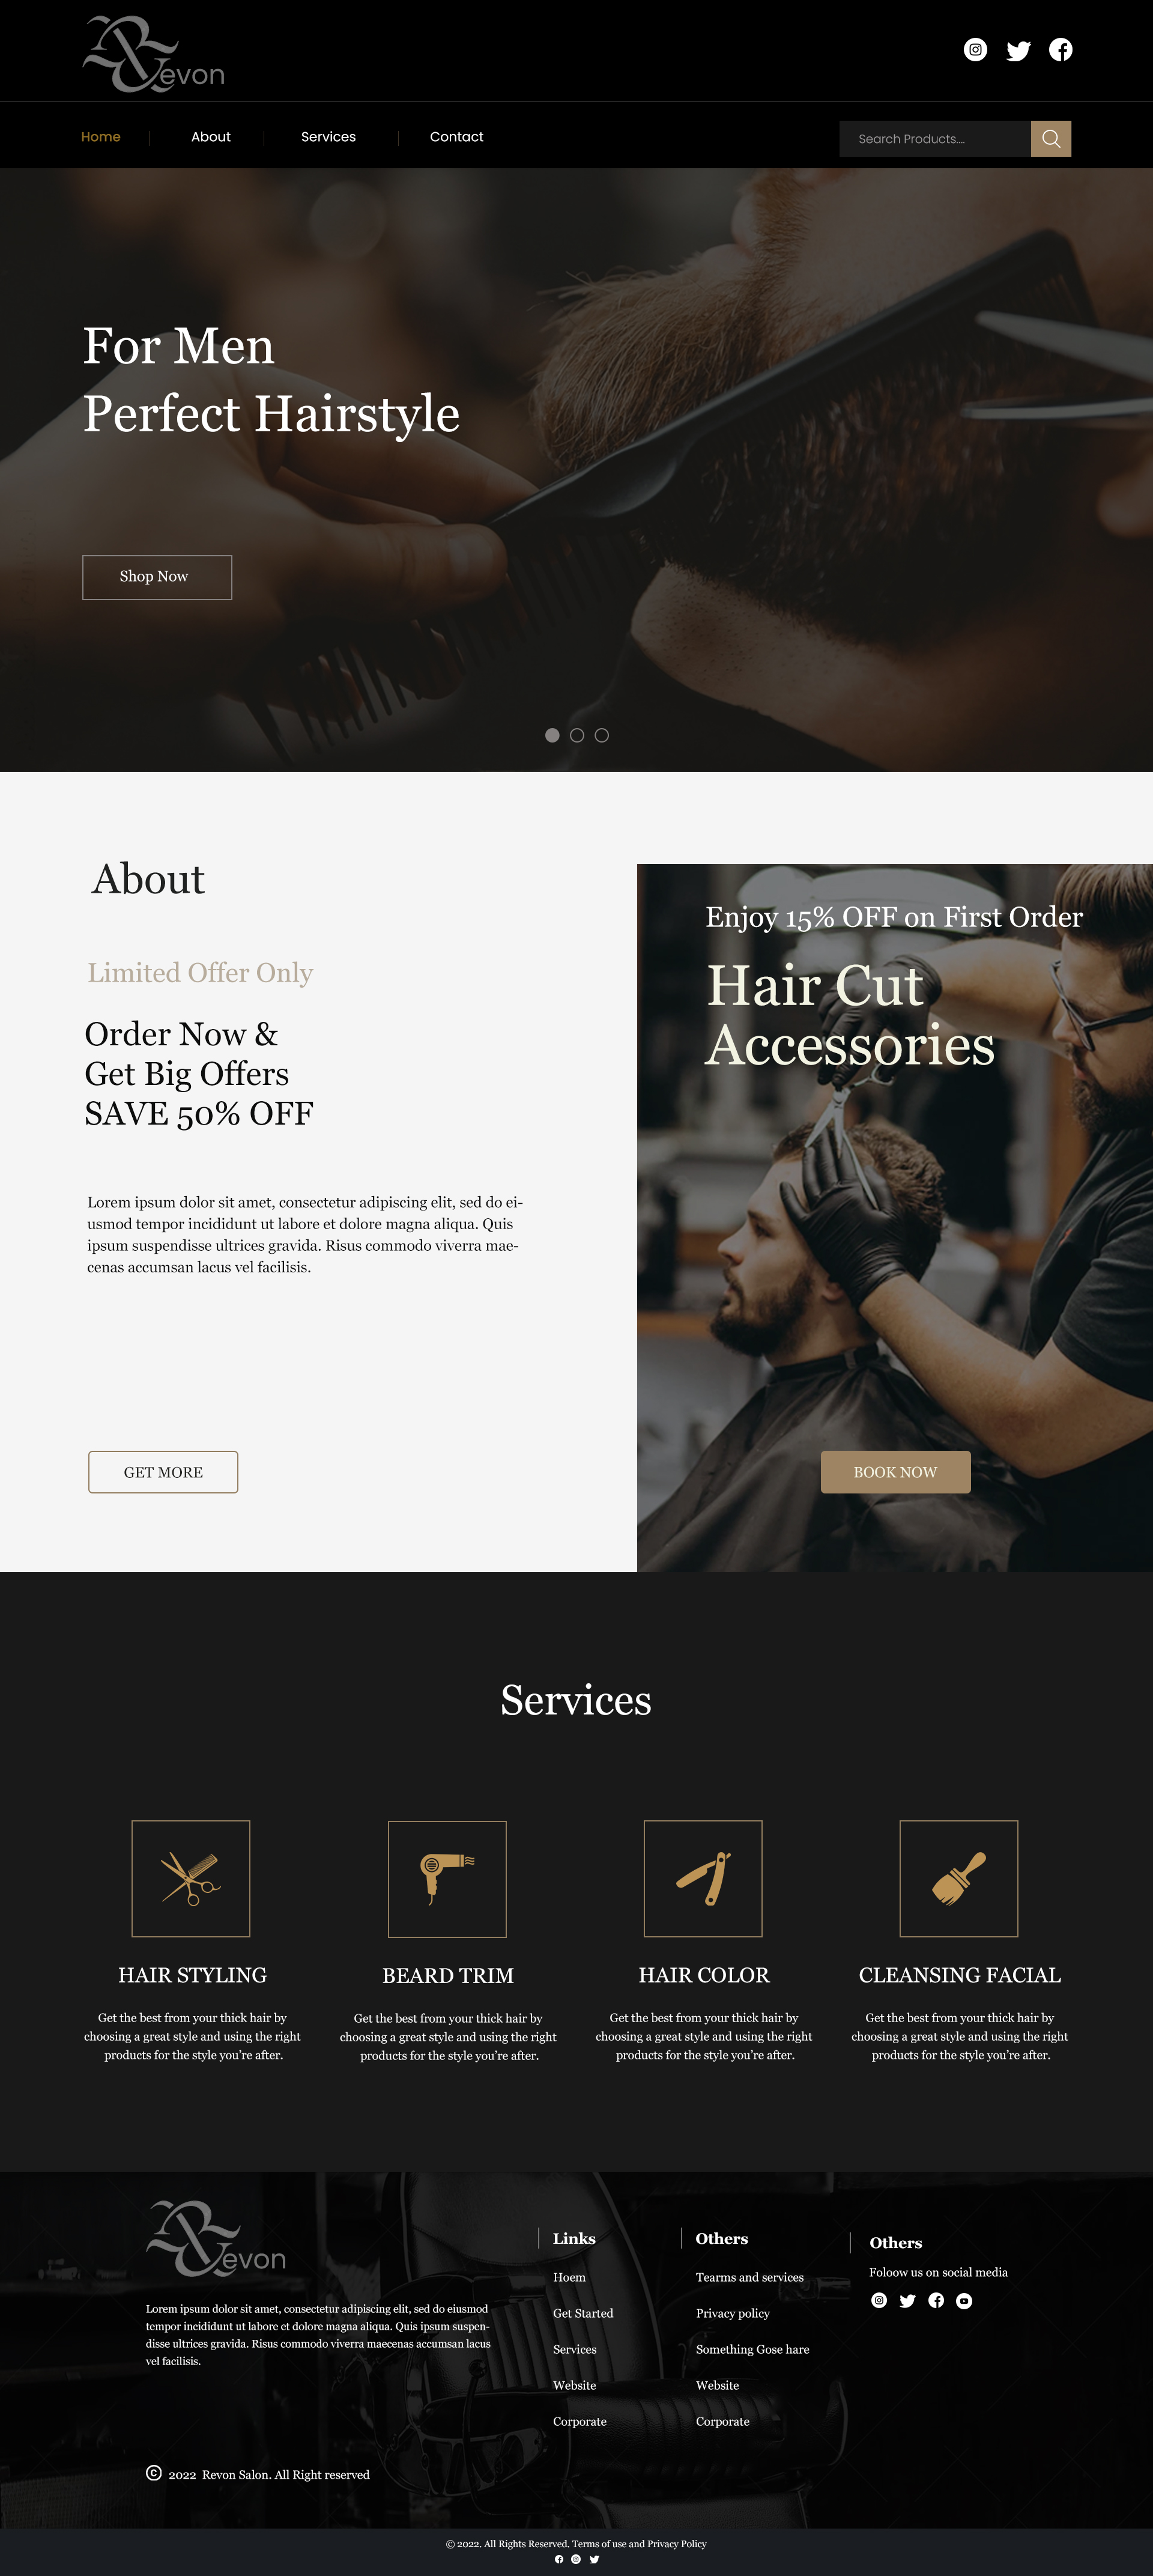 Revon
Home
About
Services
Contact
Search Products....
For Men
Perfect Hairstyle
Shop Now
About
Limited Offer Only
Order Now &
Get Big Offers
SAVE 50% OFF
Lorem ipsum dolor sit amet, consectetur adipiscing elit, sed do ei-
usmod tempor incididunt ut labore et dolore magna aliqua. Quis
ipsum suspendisse ultrices gravida. Risus commodo viverra mae-
cenas accumsan lacus vel facilisis.
GET MORE
Enjoy 15% OFF on First Order
Hair Cut
Accessories
BOOK NOW
Services
HAIR STYLING
Get the best from your thick hair by
choosing a great style and using the right
products for the style you’re after.
BEARD TRIM
Get the best from your thick hair by
choosing a great style and using the right
products for the style you’re after.
HAIR COLOR
Get the best from your thick hair by
choosing a great style and using the right
products for the style you’re after.
CLEANSING FACIAL
Get the best from your thick hair by
choosing a great style and using the right
products for the style you’re after.
Revon
Lorem ipsum dolor sit amet, consectetur adipiscing elit, sed do eiusmod
tempor incididunt ut labore et dolore magna aliqua. Quis ipsum suspen-
disse ultrices gravida. Risus commodo viverra maecenas accumsan lacus
vel facilisis.
© 2022 Revon Salon. All Right reserved
Links
Hoem
Get Started
Services
Website
Corporate
Others
Tearms and services
Privacy policy
Something Gose hare
Website
Corporate
Others
Foloow us on social media
© 2022. All Rights Reserved. Terms of use and Privacy Policy